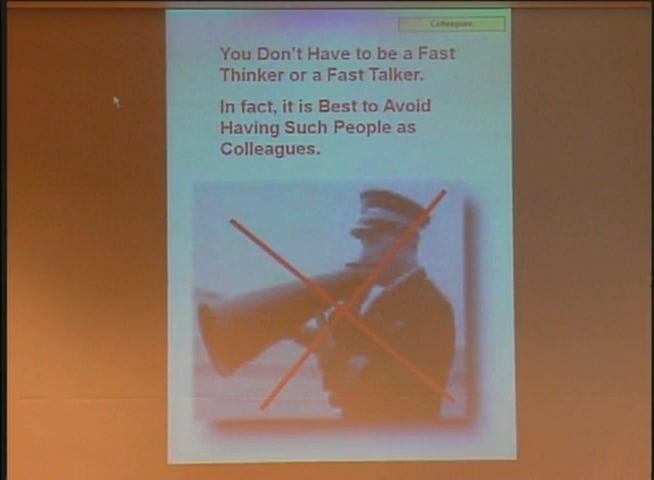 Colleagues
You Don't Have to be a Fast
Thinker or a Fast Talker.
In fact, it is Best to Avoid
Having Such People as
Colleagues.